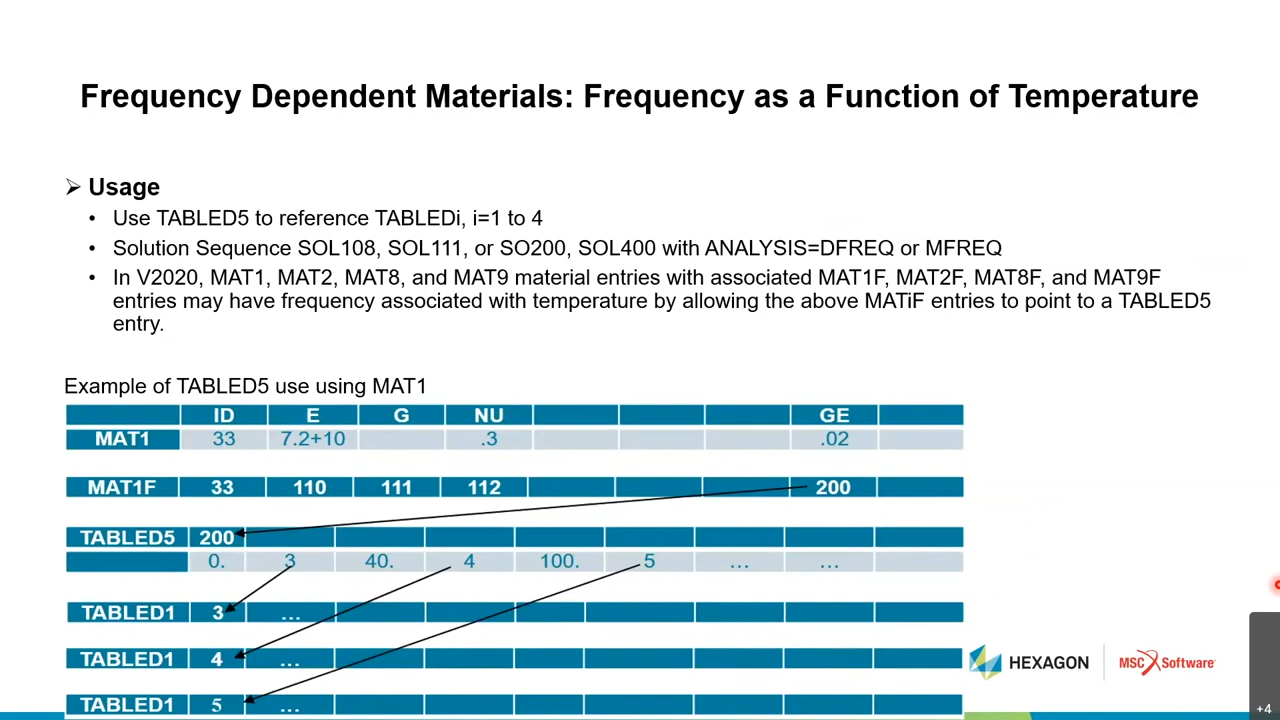 Frequency Dependent Materials: Frequency as a Function of Temperature
➢ Usage
• Use TABLED5 to reference TABLEDi, i=1 to 4
• Solution Sequence SOL108, SOL111, or SO200, SOL400 with ANALYSIS=DFREQ or MFREQ
• In V2020, MAT1, MAT2, MAT8, and MAT9 material entries with associated MAT1F, MAT2F, MAT8F, and MAT9F
entries may have frequency associated with temperature by allowing the above MATiF entries to point to a TABLED5
entry.
Example of TABLED5 use using MAT1
ID E G NU GE
MAT1 33 7.2+10 .3 .02
MAT1F 33 110 111 112 200
TABLED5 200
0. 3 40. 4 100. 5 ... ...
TABLED1 3 ...
TABLED1 4 ...
TABLED1 5 ...
HEXAGON MSC Software
+4